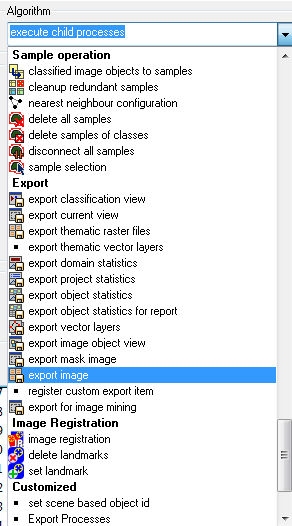 Algorithm
execute child processes
Sample operation
classified image objects to samples
cleanup redundant samples
nearest neighbour configuration
delete all samples
delete samples of classes
disconnect all samples
sample selection
Export
export classification view
export current view
export thematic raster files
export thematic vector layers
export domain statistics
export project statistics
export object statistics
export object statistics for report
export vector layers
export image object view
export mask image
export image
register custom export item
export for image mining
Image Registration
image registration
delete landmarks
set landmark
Customized
set scene based object id
Export Processes